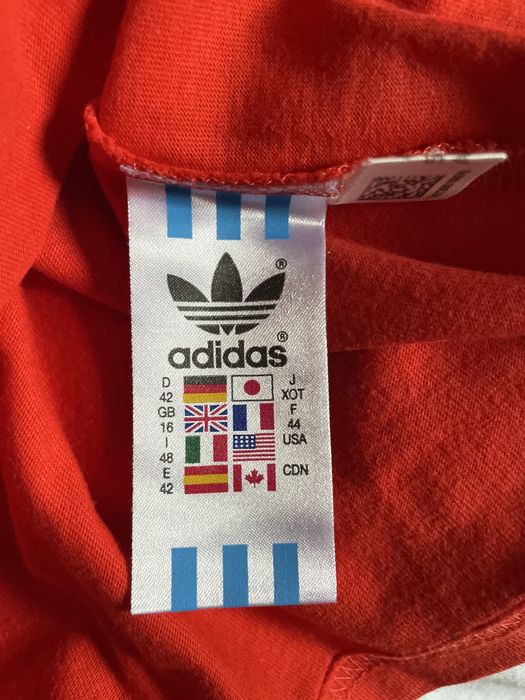 ®
adidas®
D J
42 XOT
GB F
16 44
I USA
48
E CDN
42